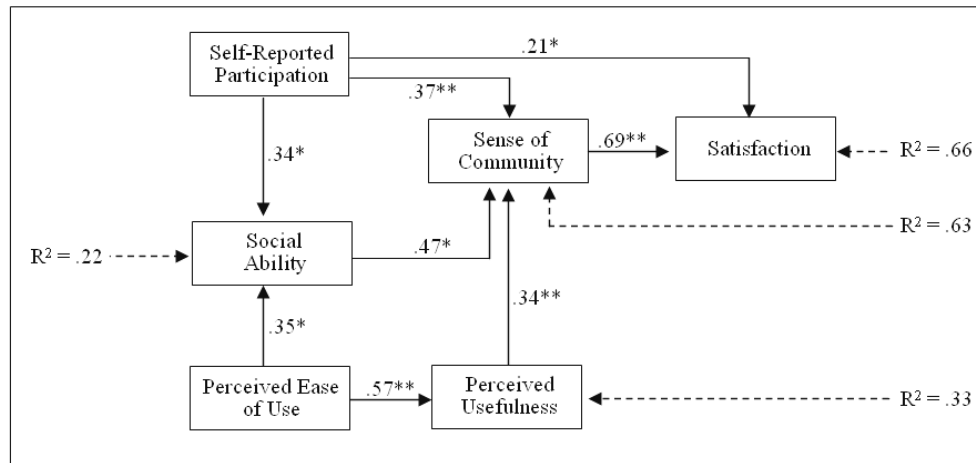 Self-Reported
Participation
.21*
.37**
.34*
Sense of
Community
.69**
Satisfaction
R² = .66
R² = .63
Social
Ability
R² = .22
.47*
.34**
.35*
Perceived Ease
of Use
.57**
Perceived
Usefulness
R² = .33